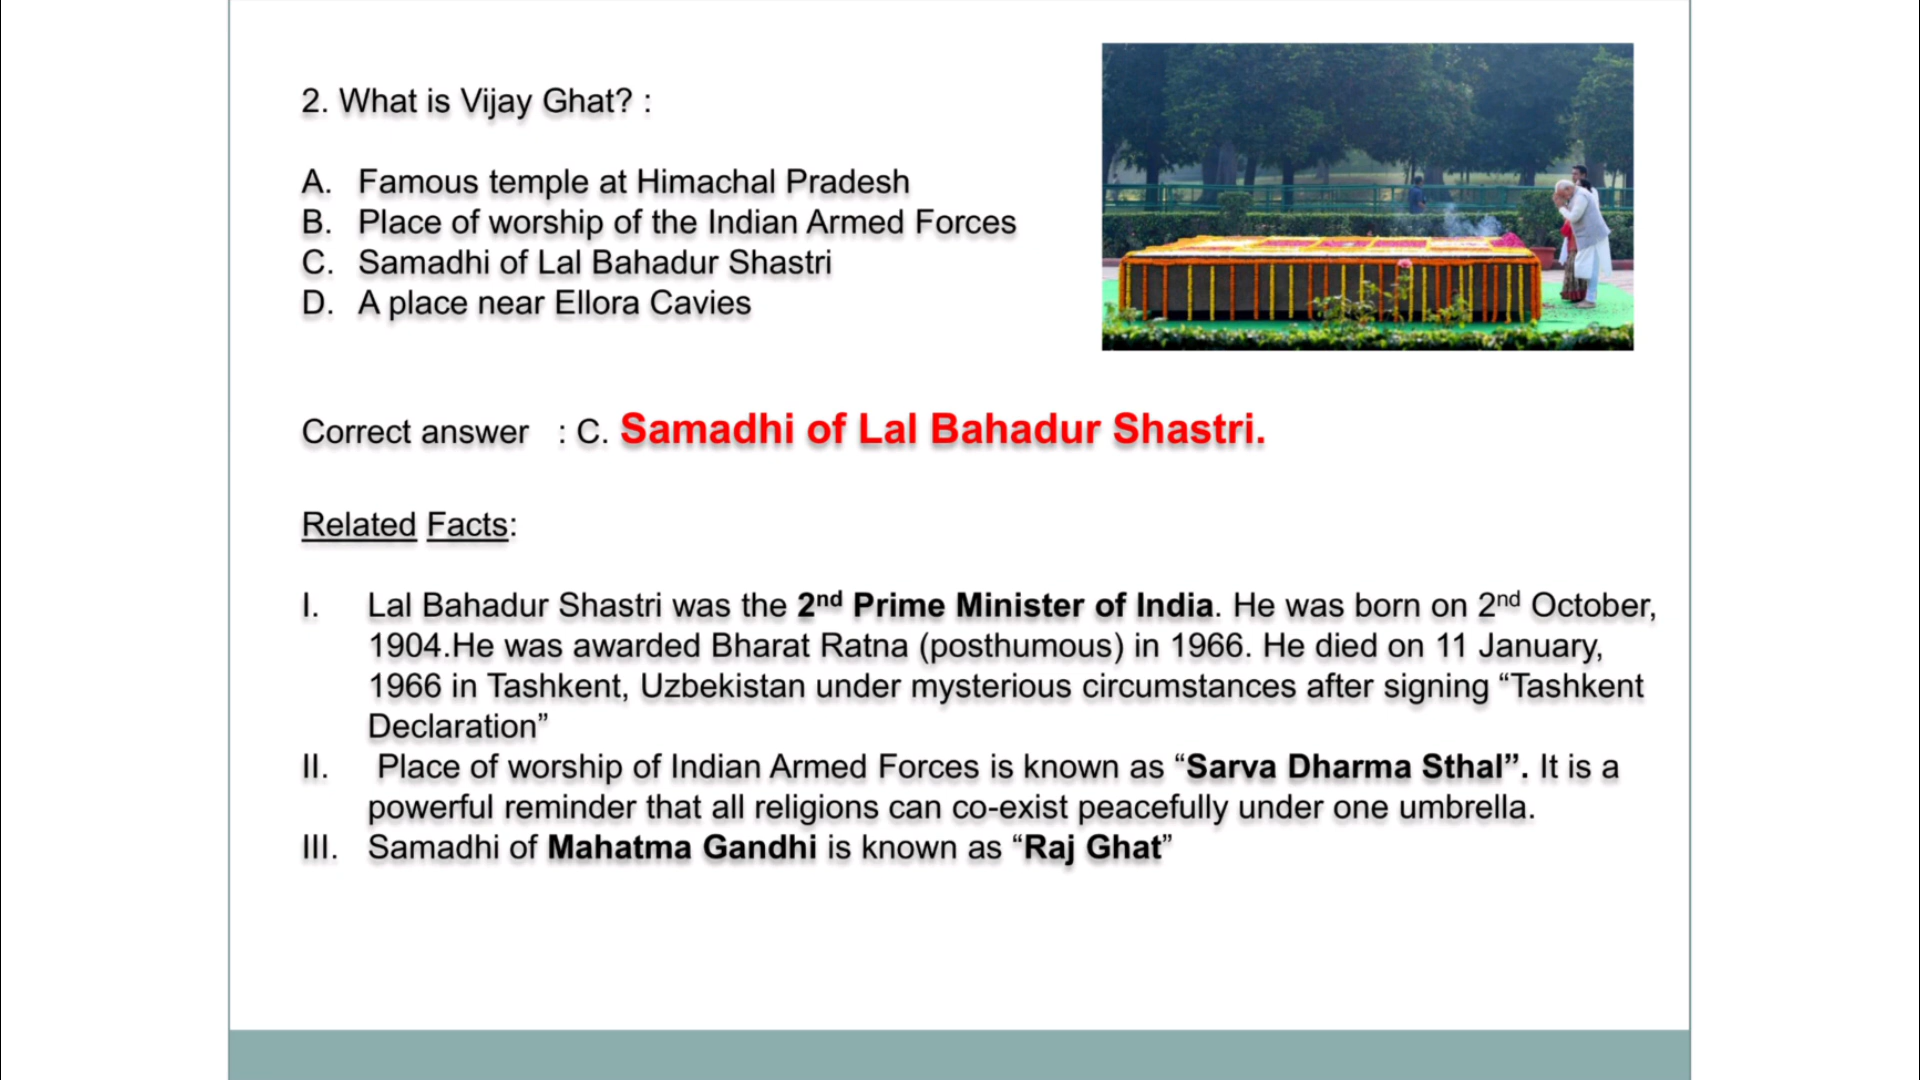 2. What is Vijay Ghat? :
A. Famous temple at Himachal Pradesh
B. Place of worship of the Indian Armed Forces
C. Samadhi of Lal Bahadur Shastri
D. A place near Ellora Cavies
Correct answer : C. Samadhi of Lal Bahadur Shastri.
Related Facts:
I. Lal Bahadur Shastri was the 2nd Prime Minister of India. He was born on 2nd October,
1904.He was awarded Bharat Ratna (posthumous) in 1966. He died on 11 January,
1966 in Tashkent, Uzbekistan under mysterious circumstances after signing “Tashkent
Declaration”
II. Place of worship of Indian Armed Forces is known as “Sarva Dharma Sthal”. It is a
powerful reminder that all religions can co-exist peacefully under one umbrella.
III. Samadhi of Mahatma Gandhi is known as “Raj Ghat”